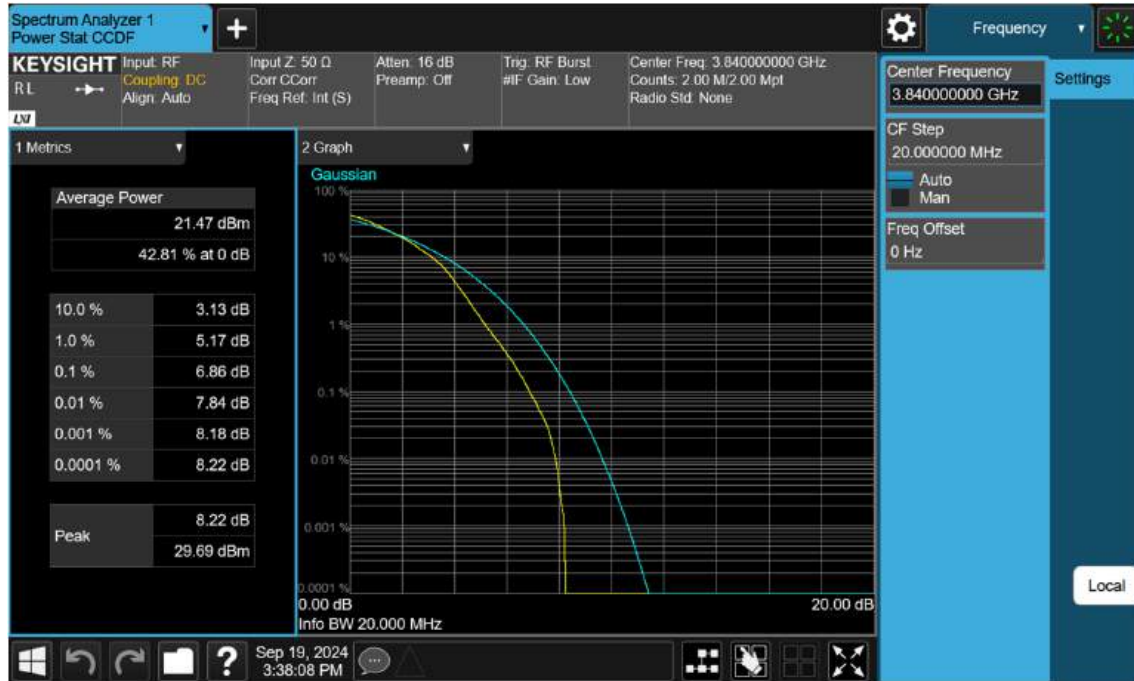 Spectrum Analyzer 1
Power Stat CCDF
Frequency
KEYSIGHT
R L
LXI
Input: RF
Coupling: DC
Align: Auto
Input Z: 50 Ω
Corr CCorr
Freq Ref: Int (S)
Atten: 16 dB
Preamp: Off
Trig: RF Burst
#IF Gain: Low
Center Freq: 3.840000000 GHz
Counts: 2.00 M/2.00 Mpt
Radio Std: None
Center Frequency
3.840000000 GHz
Settings
CF Step
20.000000 MHz
Auto
Man
Freq Offset
0 Hz
1 Metrics
Average Power
21.47 dBm
42.81 % at 0 dB
10.0 % 3.13 dB
1.0 % 5.17 dB
0.1 % 6.86 dB
0.01 % 7.84 dB
0.001 % 8.18 dB
0.0001 % 8.22 dB
Peak
8.22 dB
29.69 dBm
2 Graph
Gaussian
100 %
10 %
1 %
0.1 %
0.01 %
0.001 %
0.0001 %
0.00 dB 20.00 dB
Info BW 20.000 MHz
Local
? Sep 19, 2024
3:38:08 PM